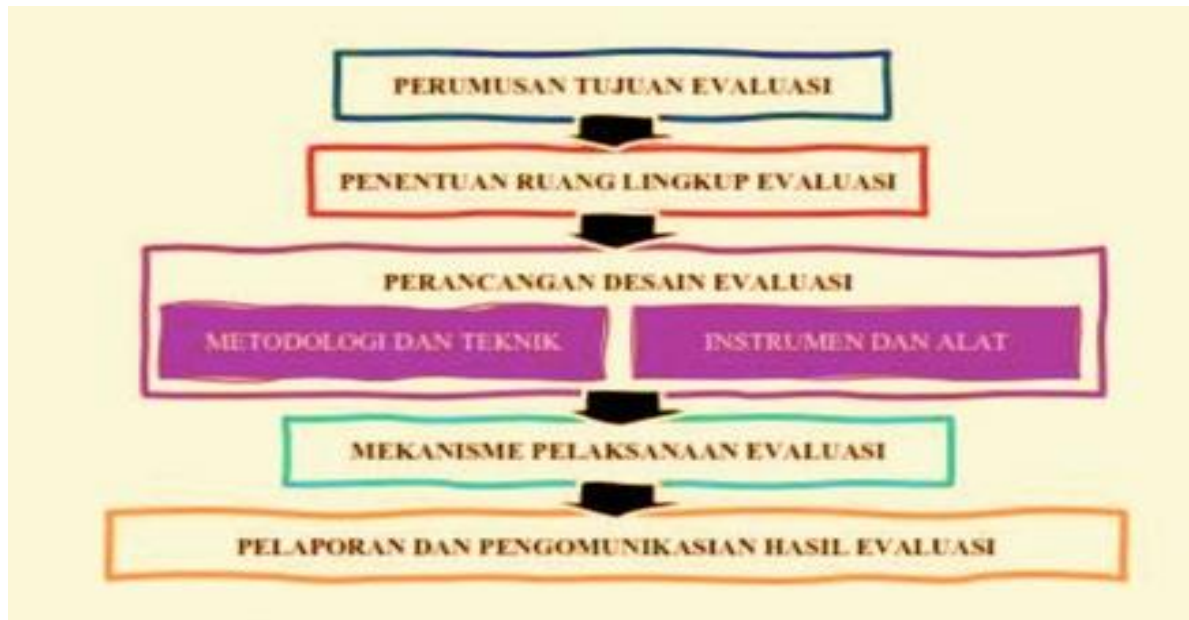 PERUMUSAN TUJUAN EVALUASI
PENENTUAN RUANG LINGKUP EVALUASI
PERANCANGAN DESAIN EVALUASI
METODOLOGI DAN TEKNIK
INSTRUMEN DAN ALAT
MEKANISME PELAKSANAAN EVALUASI
PELAPORAN DAN PENGOMUNIKASIAN HASIL EVALUASI